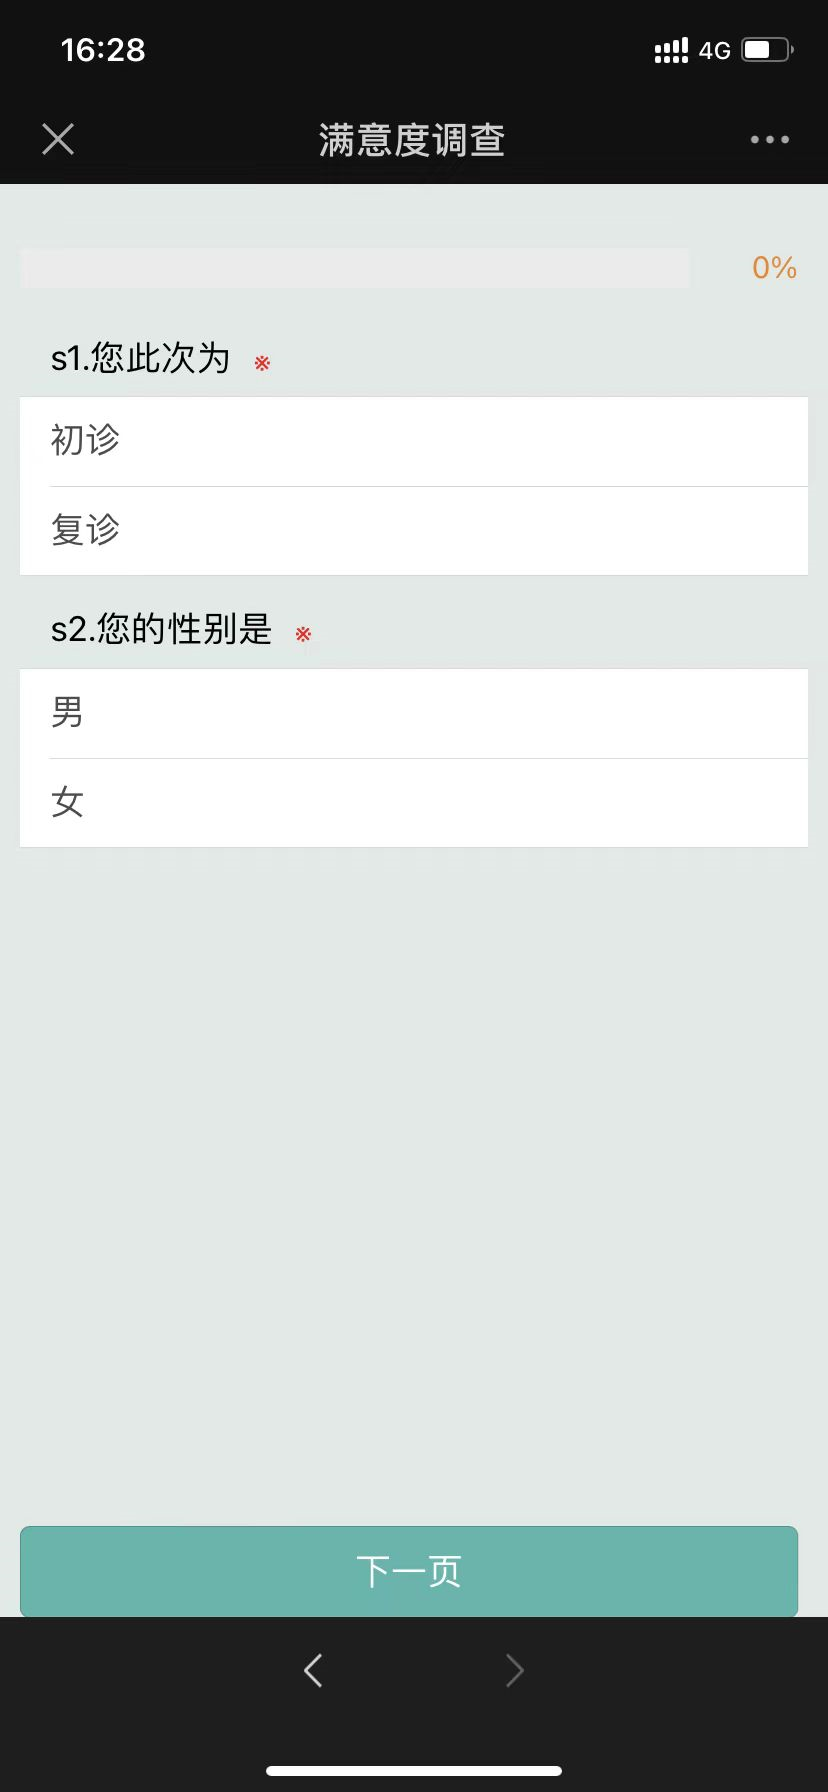 16:28
4G
满意度调查
0%
s1.您此次为 ※
初诊
复诊
s2.您的性别是 ※
男
女
下一页